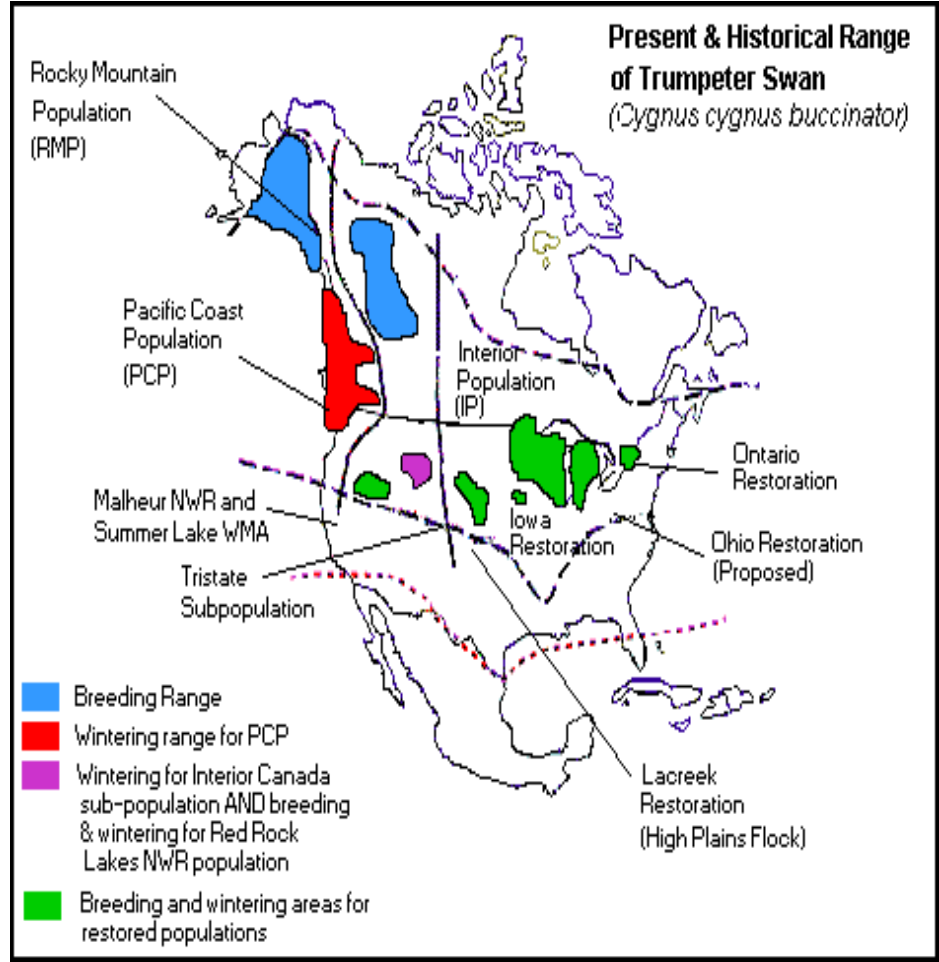 Present & Historical Range
of Trumpeter Swan
(Cygnus cygnus buccinator)
Rocky Mountain
Population
(RMP)
Pacific Coast
Population
(PCP)
Interior
Population
(IP)
Ontario
Restoration
Malheur NWR and
Summer Lake WMA
Iowa
Restoration
Ohio Restoration
(Proposed)
Tristate
Subpopulation
Lacreek
Restoration
(High Plains Flock)
Breeding Range
Wintering range for PCP
Wintering for Interior Canada
sub-population AND breeding
& wintering for Red Rock
Lakes NWR population
Breeding and wintering areas for
restored populations